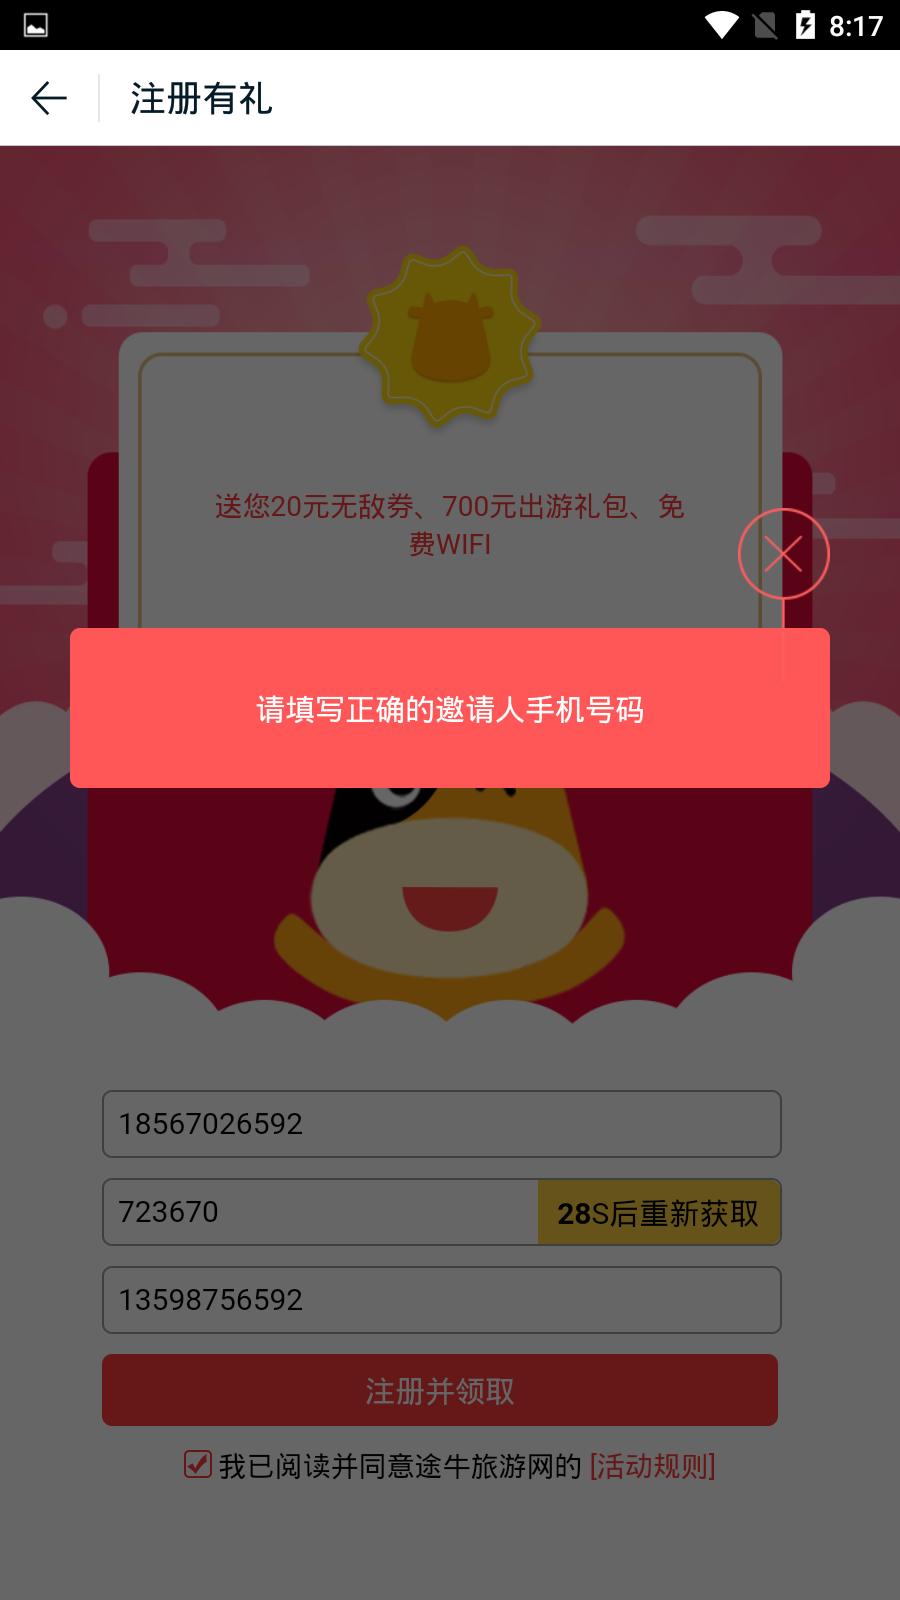 8:17
注册有礼
送您20元无敌券、700元出游礼包、免
费WIFI
请填写正确的邀请人手机号码
18567026592
723670
28S后重新获取
13598756592
注册并领取
我已阅读并同意途牛旅游网的 [活动规则]